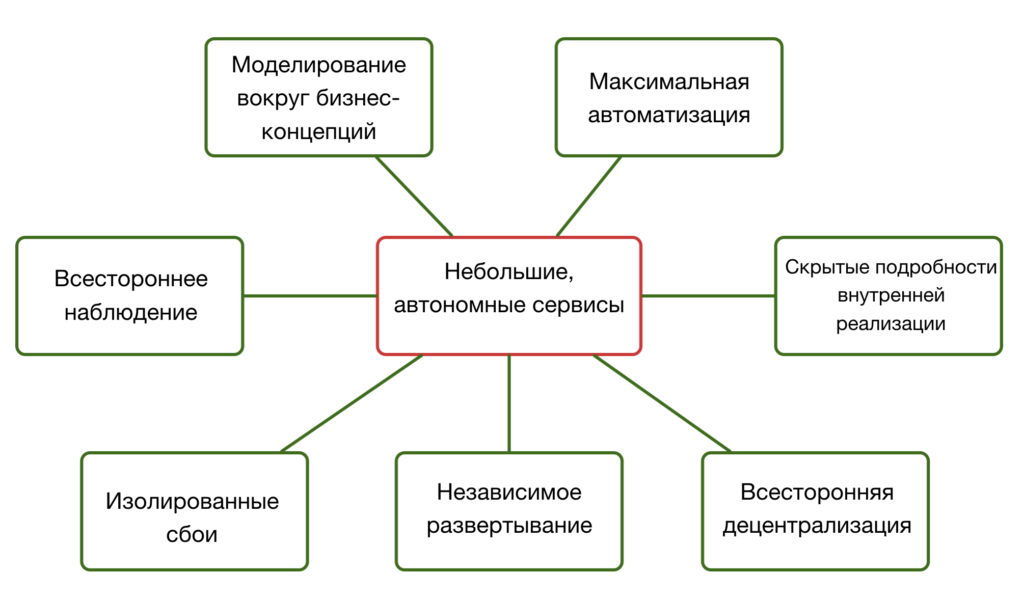 Моделирование
вокруг бизнес-
концепций
Максимальная
автоматизация
Всестороннее
наблюдение
Небольшие,
автономные сервисы
Скрытые подробности
внутренней
реализации
Изолированные
сбои
Независимое
развертывание
Всесторонняя
децентрализация